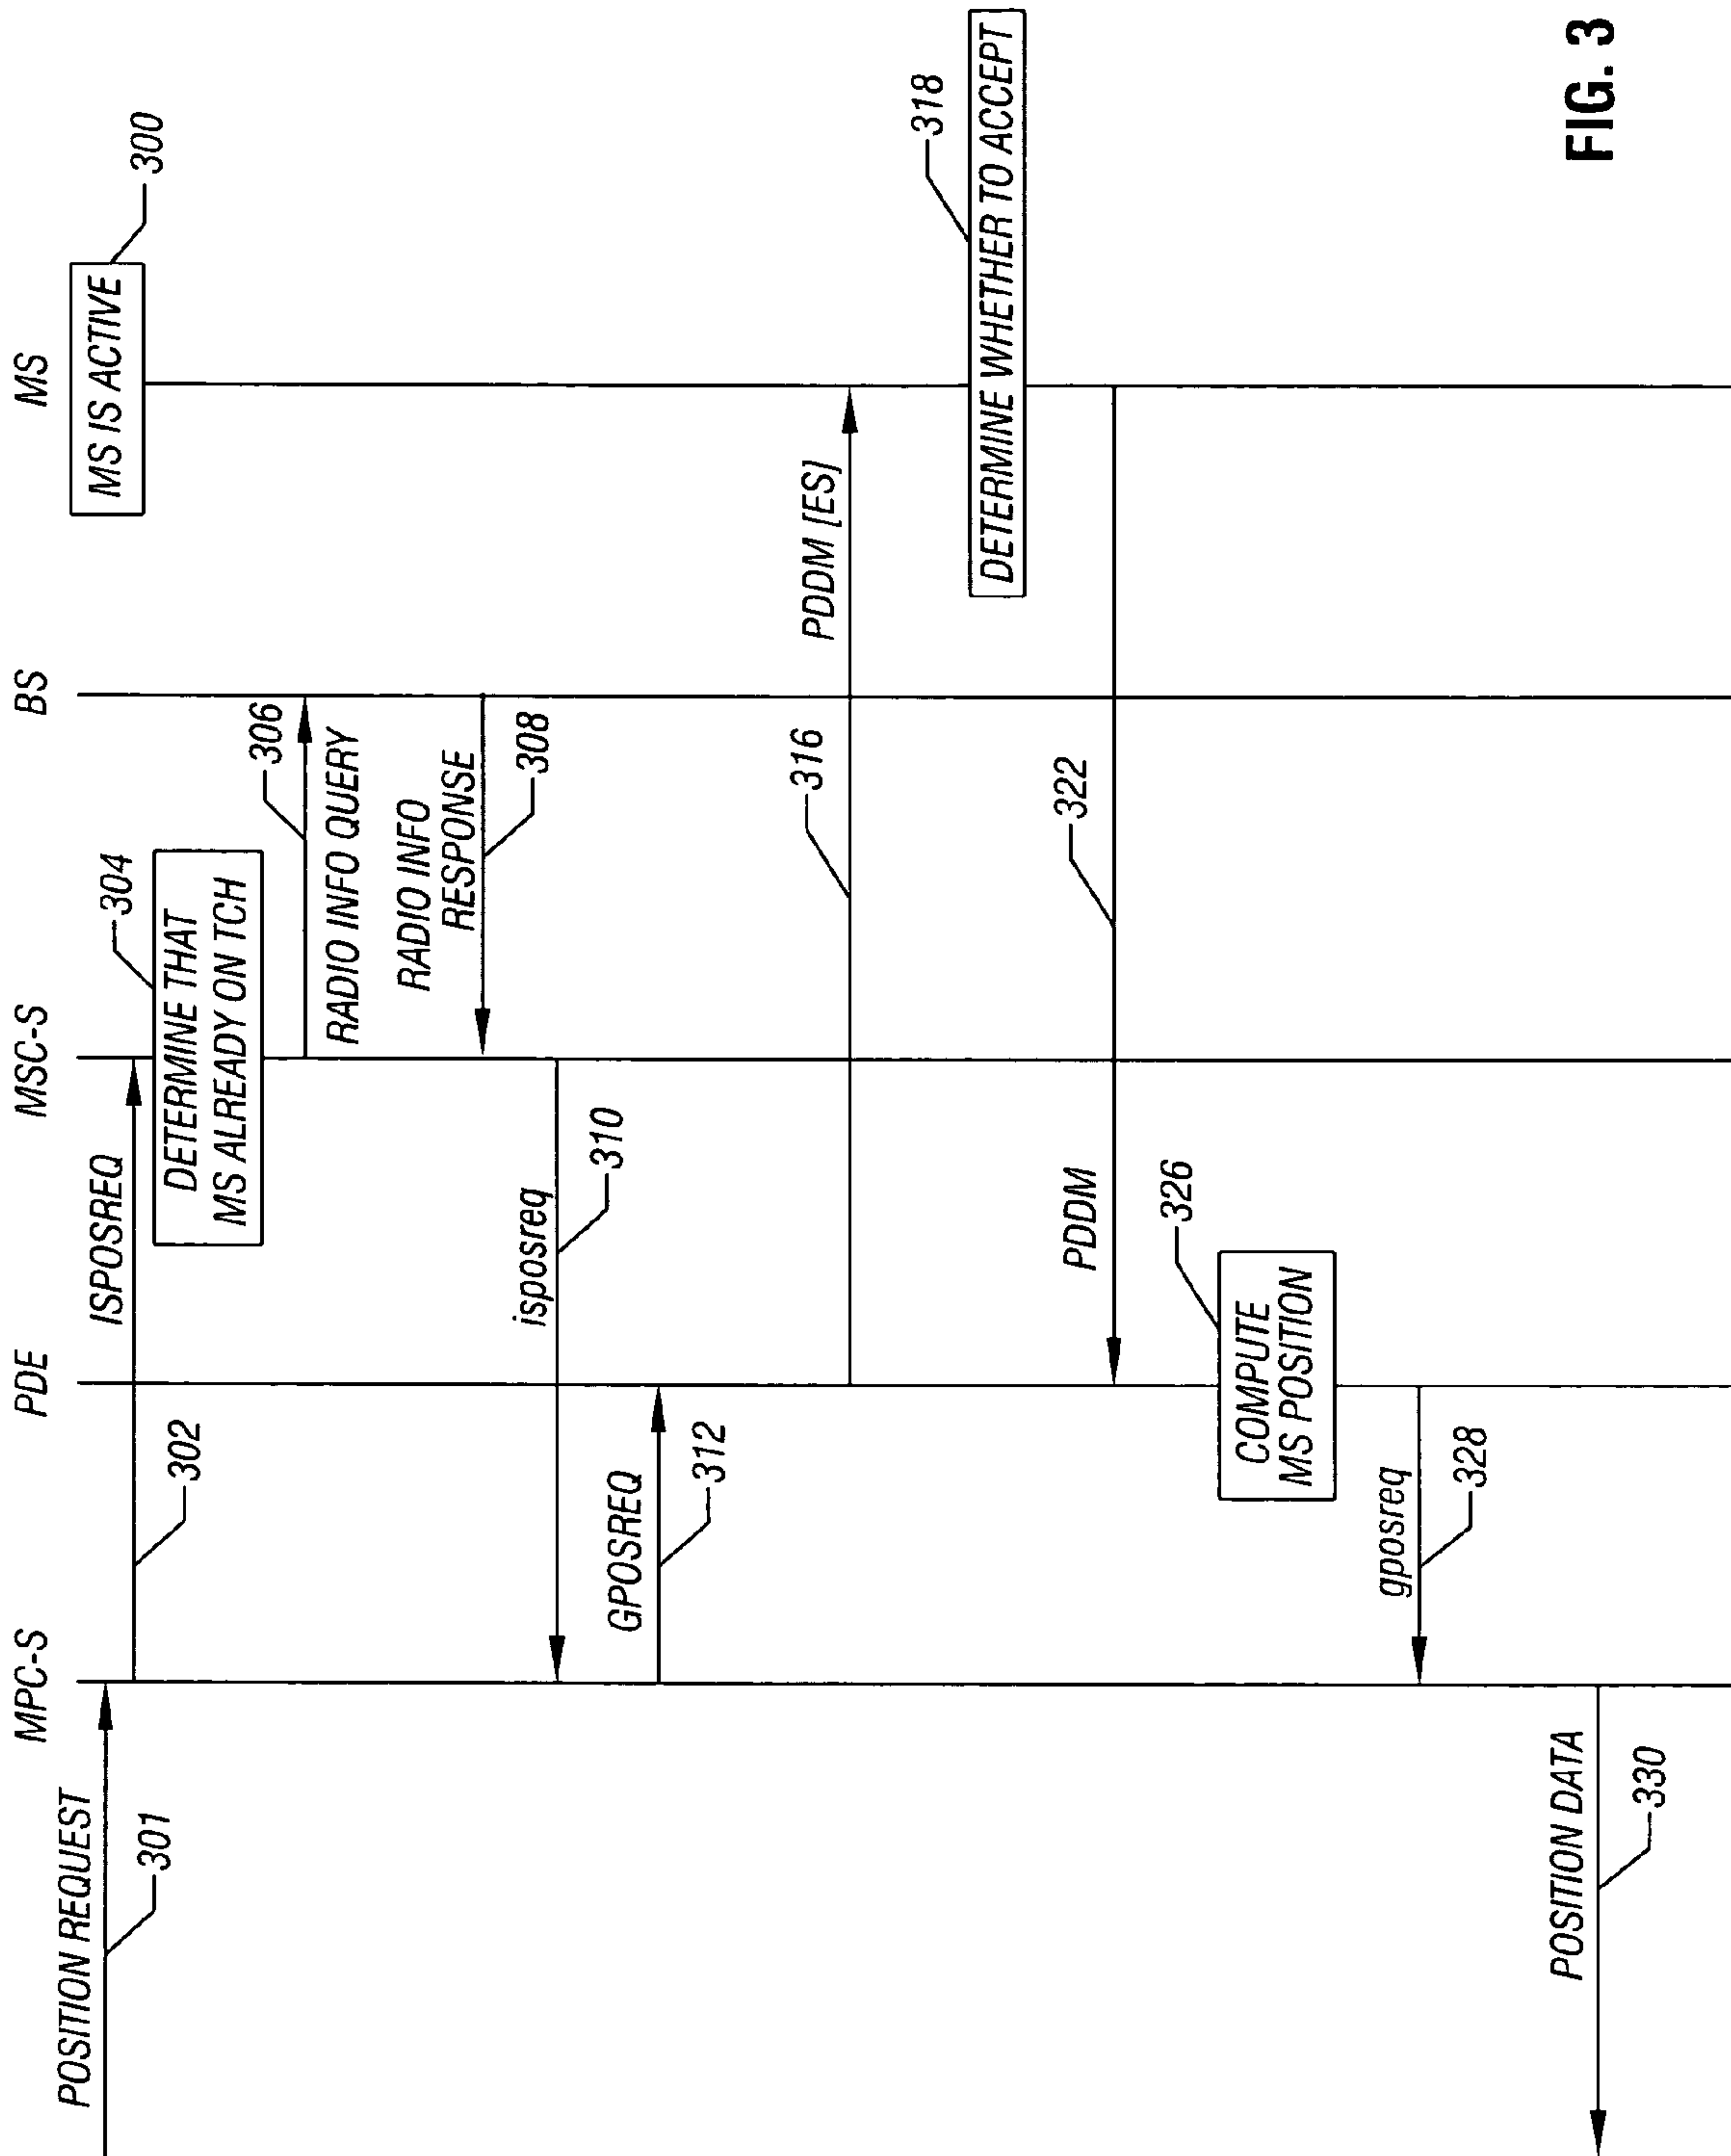 MPC-S
PDE
MSC-S
BS
MS
MS IS ACTIVE
300
POSITION REQUEST
301
ISPOSREQ
302
304
DETERMINE THAT
MS ALREADY ON TCH
306
RADIO INFO QUERY
RADIO INFO
RESPONSE
308
isposreq
310
GPOSREQ
312
PDDM [ES]
316
318
DETERMINE WHETHER TO ACCEPT
PDDM
322
326
COMPUTE
MS POSITION
gposreq
328
POSITION DATA
330
FIG. 3